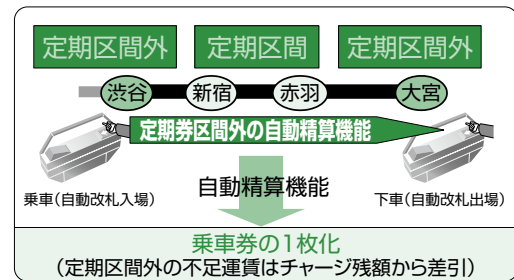 定期区間外 定期区間 定期区間外
渋谷 新宿 赤羽 大宮
定期券区間外の自動精算機能
自動精算機能
乗車(自動改札入場) 下車(自動改札出場)
乗車券の1枚化
(定期区間外の不足運賃はチャージ残額から差引)